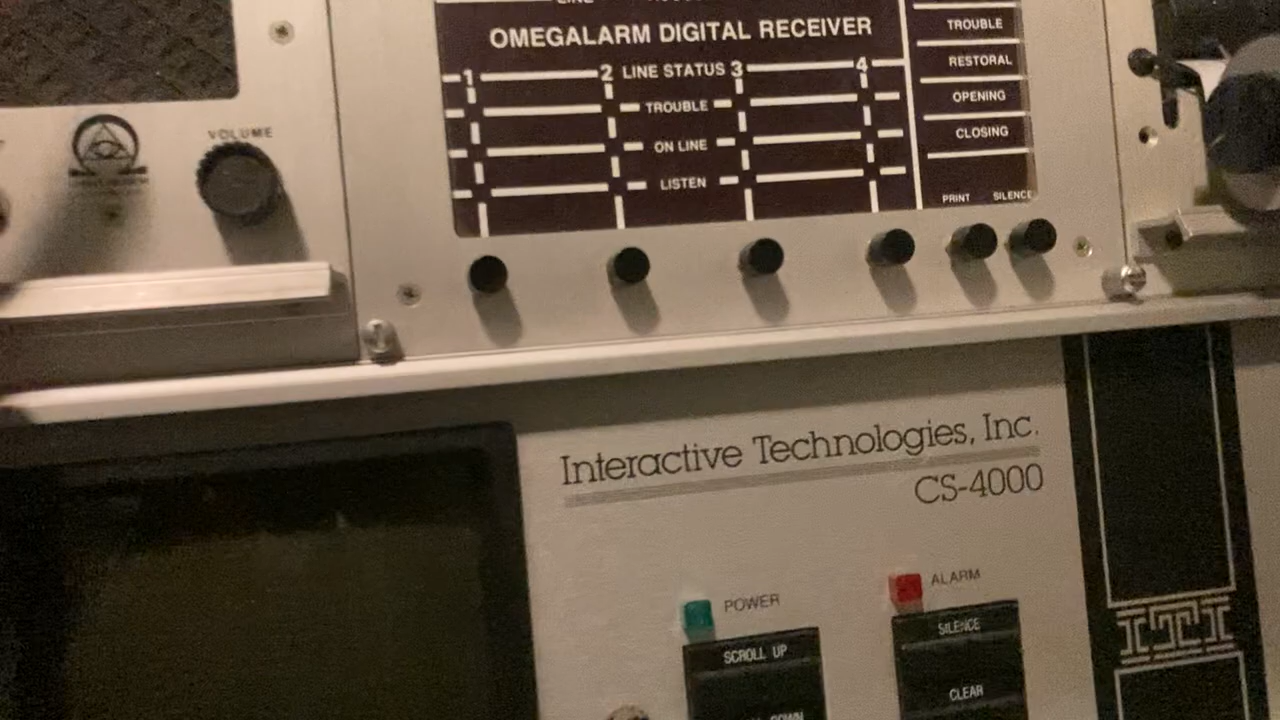 LINE
OMEGALARM DIGITAL RECEIVER
1 2 LINE STATUS 3 4
TROUBLE
ON LINE
LISTEN
TROUBLE
RESTORAL
OPENING
CLOSING
PRINT SILENCE
VOLUME
Interactive Technologies, Inc.
CS-4000
POWER
ALARM
SCROLL UP
SILENCE
CLEAR
ITI